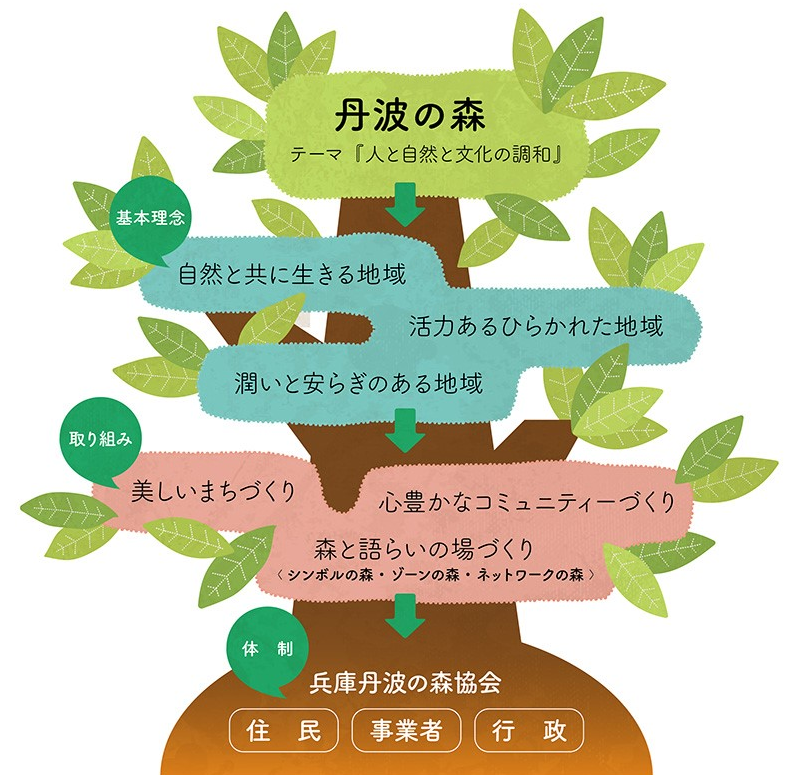 丹波の森
テーマ『人と自然と文化の調和』
基本理念
自然と共に生きる地域
活力あるひらかれた地域
潤いと安らぎのある地域
取り組み
美しいまちづくり
心豊かなコミュニティーづくり
森と語らいの場づくり
〈シンボルの森・ゾーンの森・ネットワークの森〉
体　制
兵庫丹波の森協会
住　民
事業者
行　政